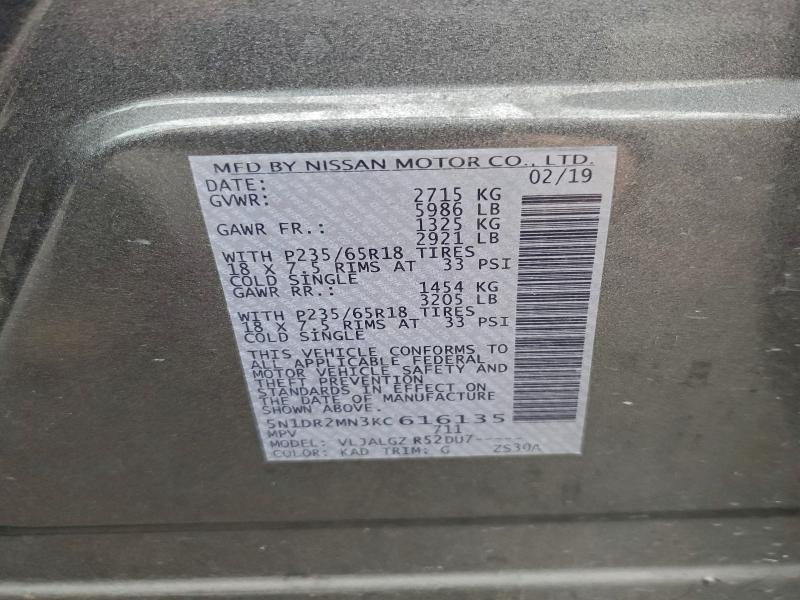 MFD BY NISSAN MOTOR CO., LTD.
DATE: 02/19
GVWR: 2715 KG
5986 LB
GAWR FR.: 1325 KG
2921 LB
WITH P235/65R18 TIRES
18 X 7.5 RIMS AT 33 PSI
COLD SINGLE
GAWR RR.: 1454 KG
3205 LB
WITH P235/65R18 TIRES
18 X 7.5 RIMS AT 33 PSI
COLD SINGLE
THIS VEHICLE CONFORMS TO
ALL APPLICABLE FEDERAL
MOTOR VEHICLE SAFETY AND
THEFT PREVENTION
STANDARDS IN EFFECT ON
THE DATE OF MANUFACTURE
SHOWN ABOVE.
5N1DR2MN3KC616135
MPV 711
MODEL: VLJALGZ R52DU7-----
COLOR: KAD TRIM: G ZS30A